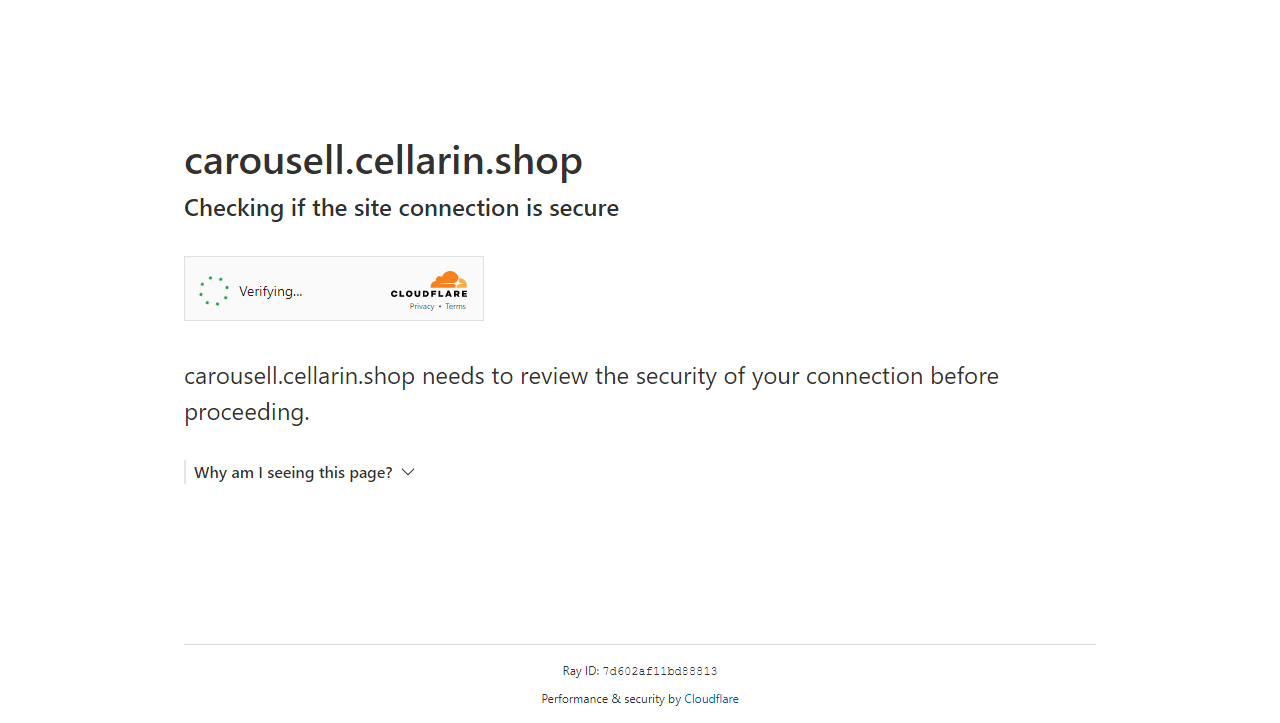 carousell.cellarin.shop
Checking if the site connection is secure
Verifying...
CLOUDFLARE
Privacy • Terms
carousell.cellarin.shop needs to review the security of your connection before
proceeding.
Why am I seeing this page?
Ray ID: 7d602af11bd88813
Performance & security by Cloudflare